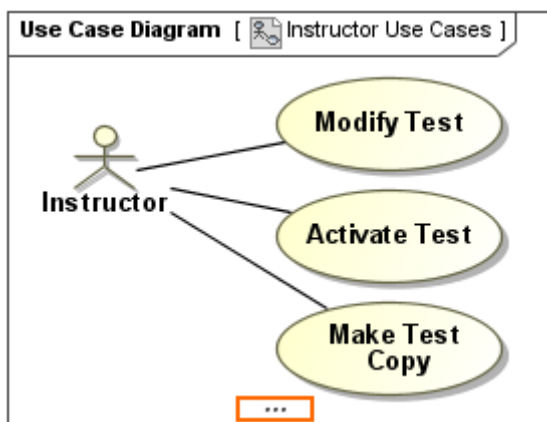 Use Case Diagram [ Instructor Use Cases ]
Modify Test
Instructor
Activate Test
Make Test
Copy
...